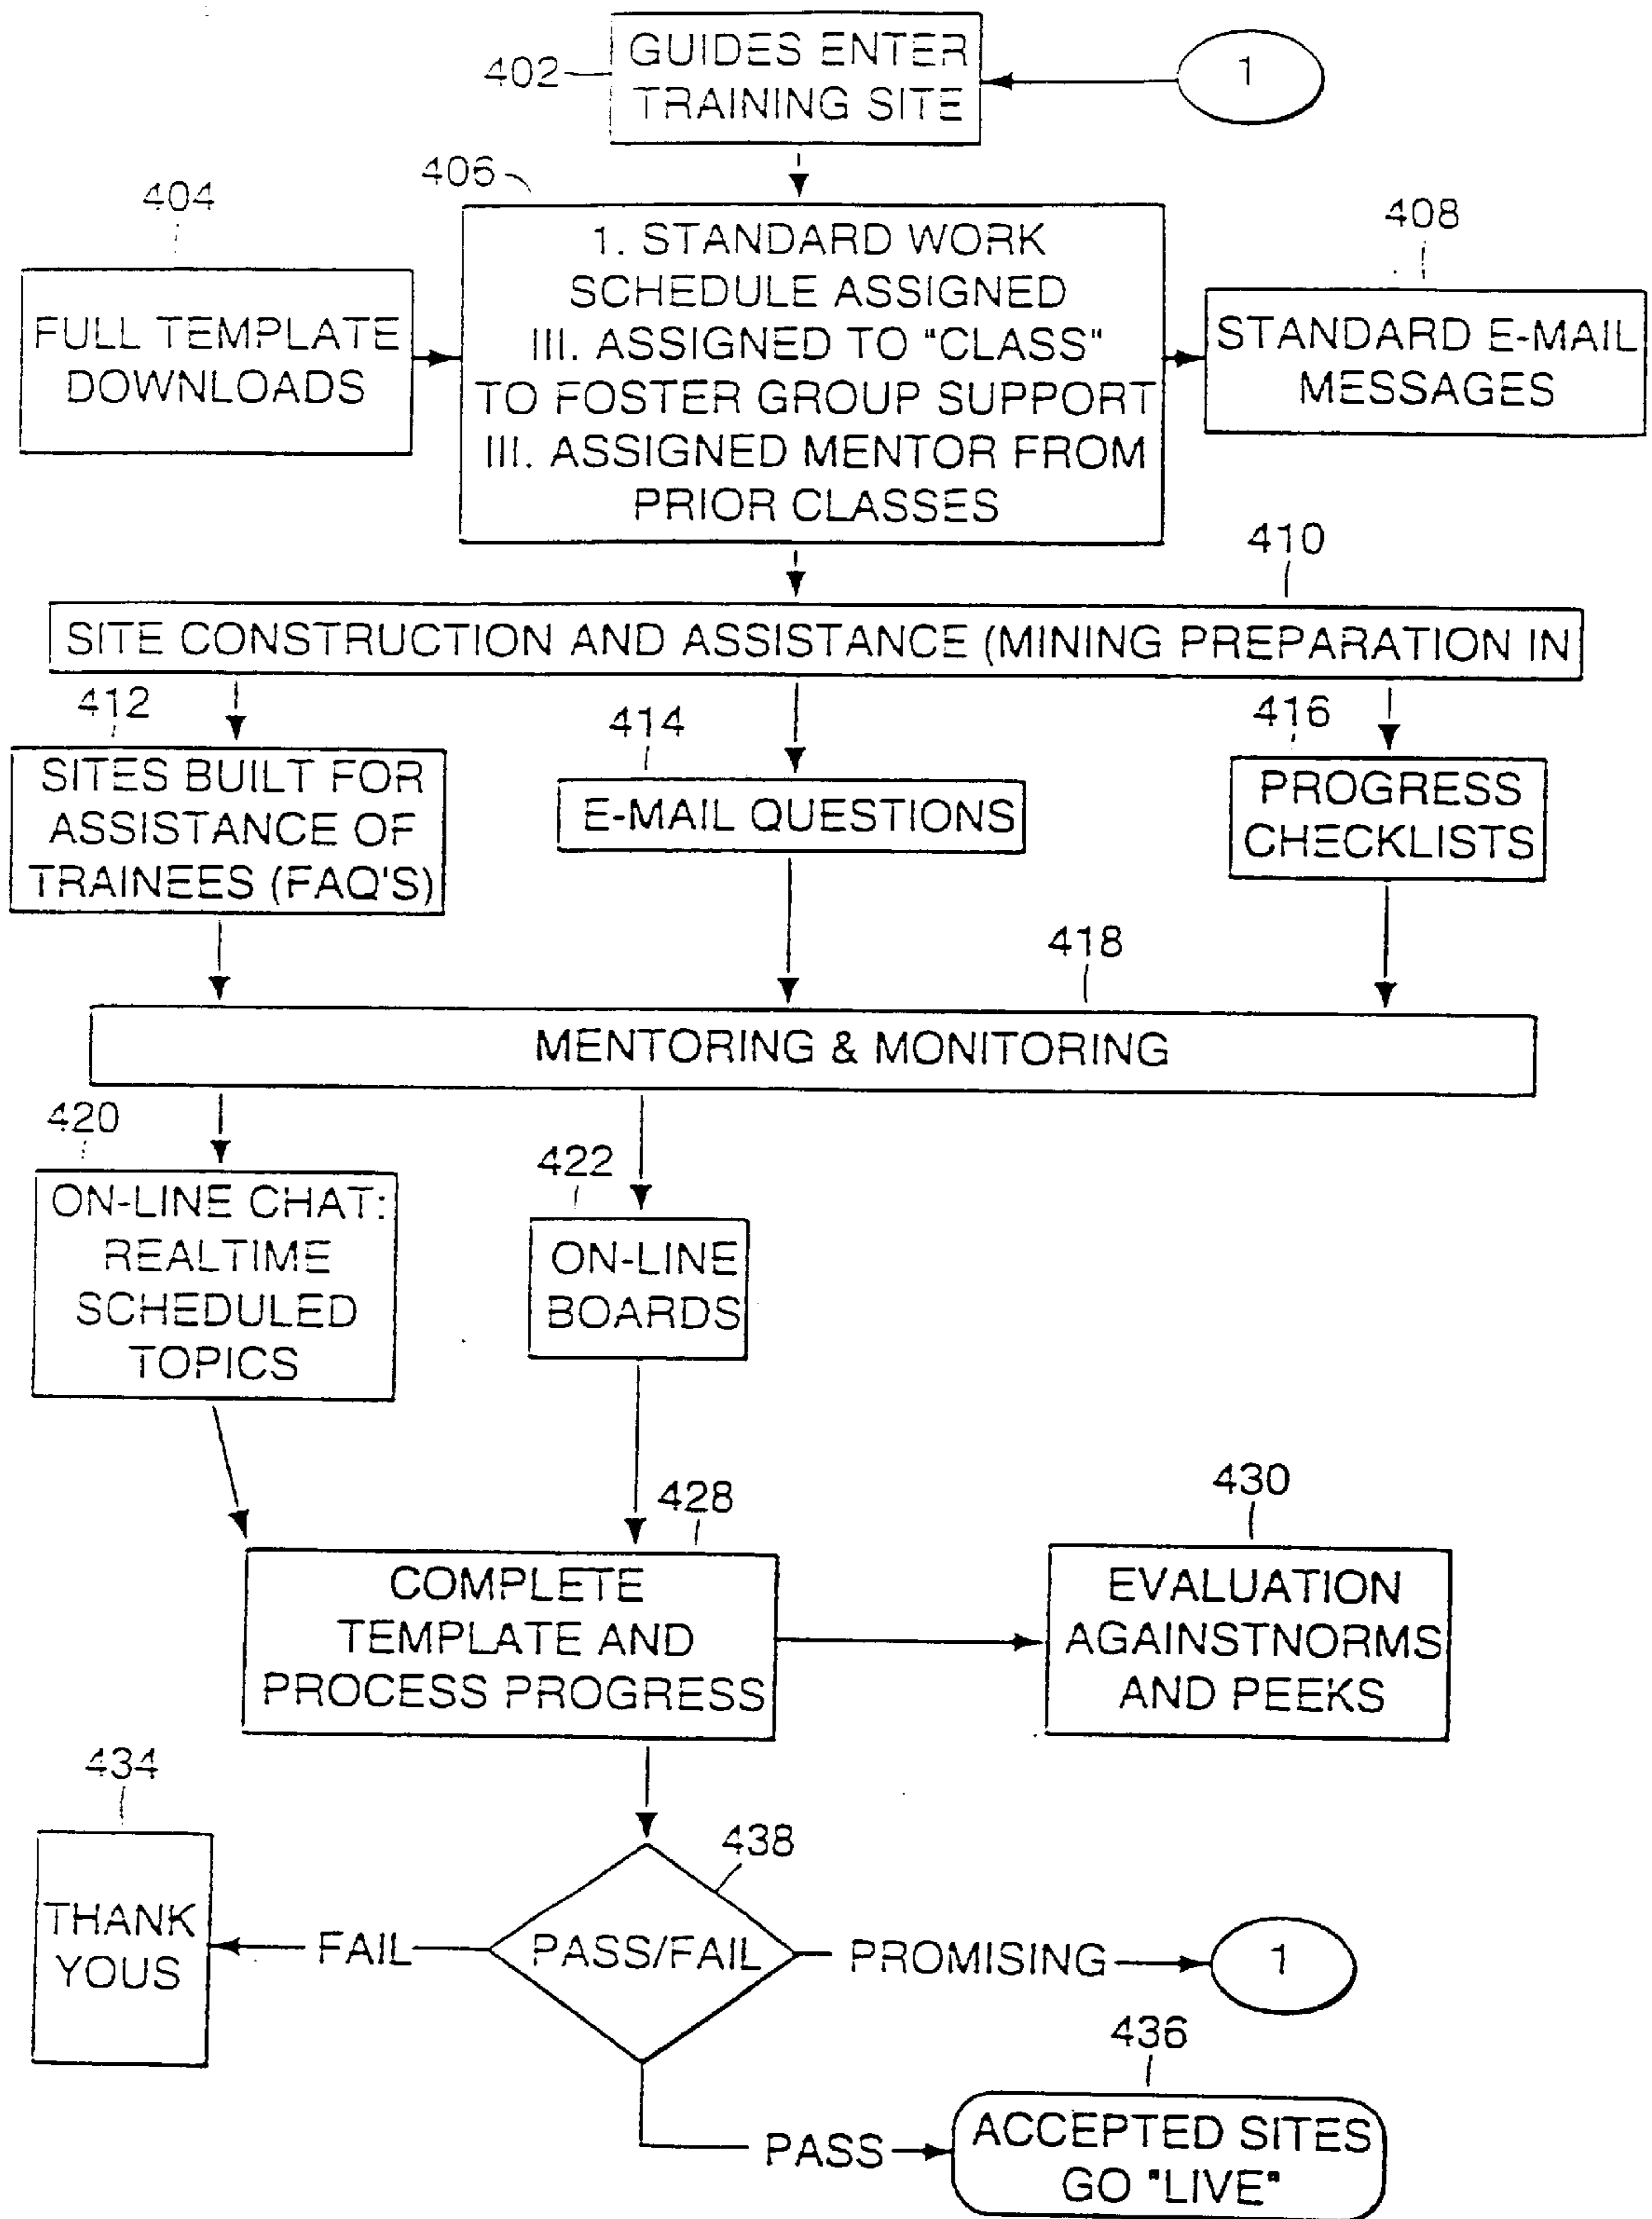 GUIDES ENTER
TRAINING SITE
402
1
406
404
408
1. STANDARD WORK
SCHEDULE ASSIGNED
III. ASSIGNED TO "CLASS"
TO FOSTER GROUP SUPPORT
III. ASSIGNED MENTOR FROM
PRIOR CLASSES
FULL TEMPLATE
DOWNLOADS
STANDARD E-MAIL
MESSAGES
410
SITE CONSTRUCTION AND ASSISTANCE (MINING PREPARATION IN
412
414
416
SITES BUILT FOR
ASSISTANCE OF
TRAINEES (FAQ'S)
E-MAIL QUESTIONS
PROGRESS
CHECKLISTS
418
MENTORING & MONITORING
420
422
ON-LINE CHAT:
REALTIME
SCHEDULED
TOPICS
ON-LINE
BOARDS
428
430
COMPLETE
TEMPLATE AND
PROCESS PROGRESS
EVALUATION
AGAINSTNORMS
AND PEEKS
434
438
THANK
YOUS
FAIL
PASS/FAIL
PROMISING
1
436
PASS
ACCEPTED SITES
GO "LIVE"